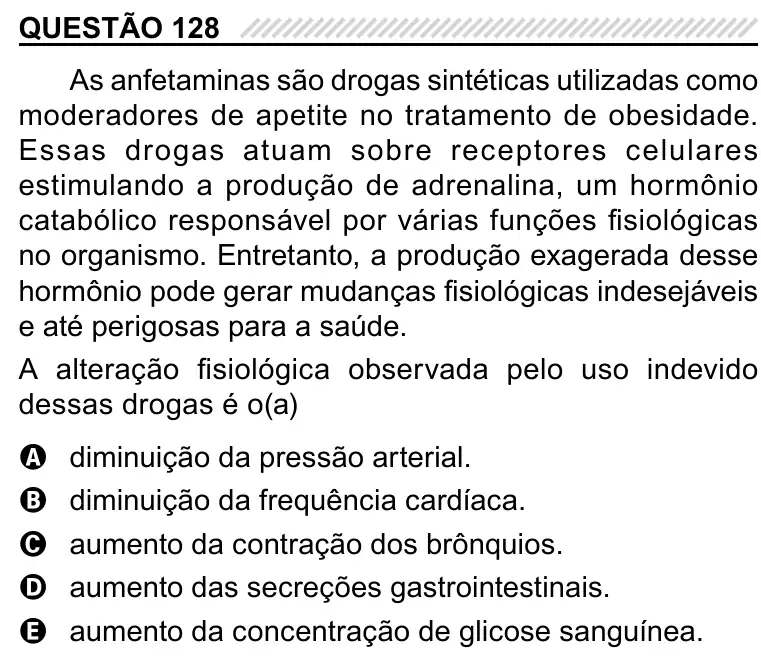 QUESTÃO 128
As anfetaminas são drogas sintéticas utilizadas como
moderadores de apetite no tratamento de obesidade.
Essas drogas atuam sobre receptores celulares
estimulando a produção de adrenalina, um hormônio
catabólico responsável por várias funções fisiológicas
no organismo. Entretanto, a produção exagerada desse
hormônio pode gerar mudanças fisiológicas indesejáveis
e até perigosas para a saúde.
A alteração fisiológica observada pelo uso indevido
dessas drogas é o(a)
A diminuição da pressão arterial.
B diminuição da frequência cardíaca.
C aumento da contração dos brônquios.
D aumento das secreções gastrointestinais.
E aumento da concentração de glicose sanguínea.